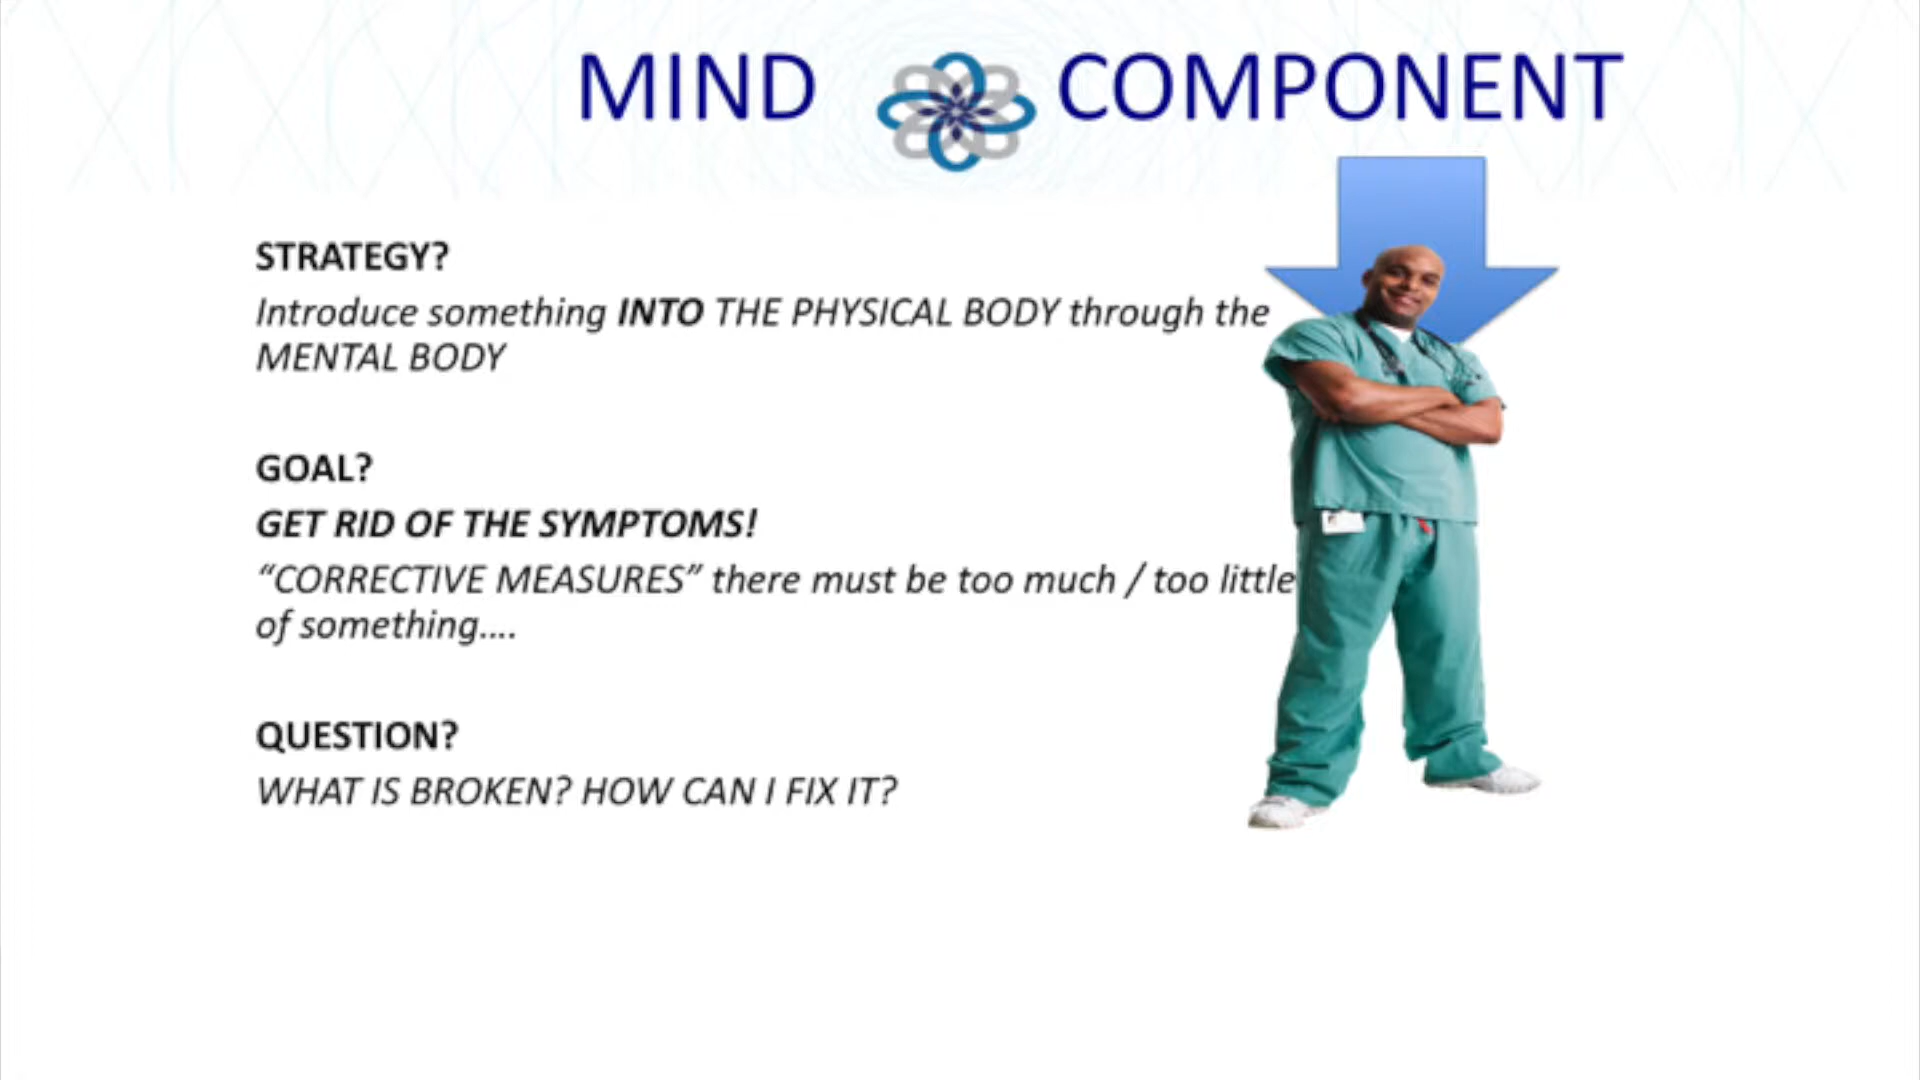 MIND COMPONENT
STRATEGY?
Introduce something INTO THE PHYSICAL BODY through the
MENTAL BODY
GOAL?
GET RID OF THE SYMPTOMS!
“CORRECTIVE MEASURES” there must be too much / too little
of something....
QUESTION?
WHAT IS BROKEN? HOW CAN I FIX IT?